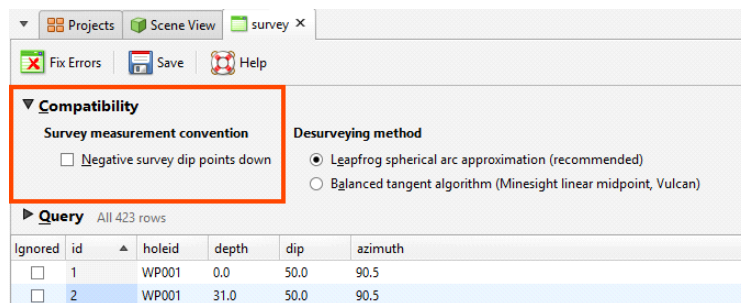 Projects Scene View survey
Fix Errors Save Help
Compatibility
Survey measurement convention Desurveying method
Negative survey dip points down Leapfrog spherical arc approximation (recommended)
Balanced tangent algorithm (Minesight linear midpoint, Vulcan)
Query All 423 rows
Ignored id holeid depth dip azimuth
1 WP001 0.0 50.0 90.5
2 WP001 31.0 50.0 90.5